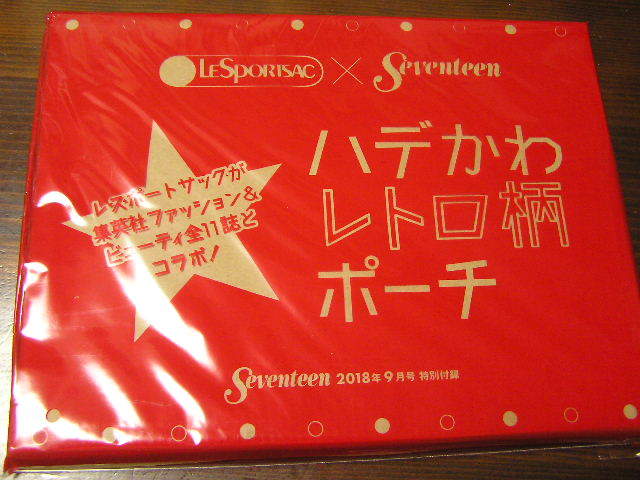 LESPORTSAC × Seventeen
ハデかわ
レトロ柄
ポーチ
レスポートサックが
集英社ファッション&
ビューティ全11誌と
コラボ!
Seventeen 2018年9月号 特別付録